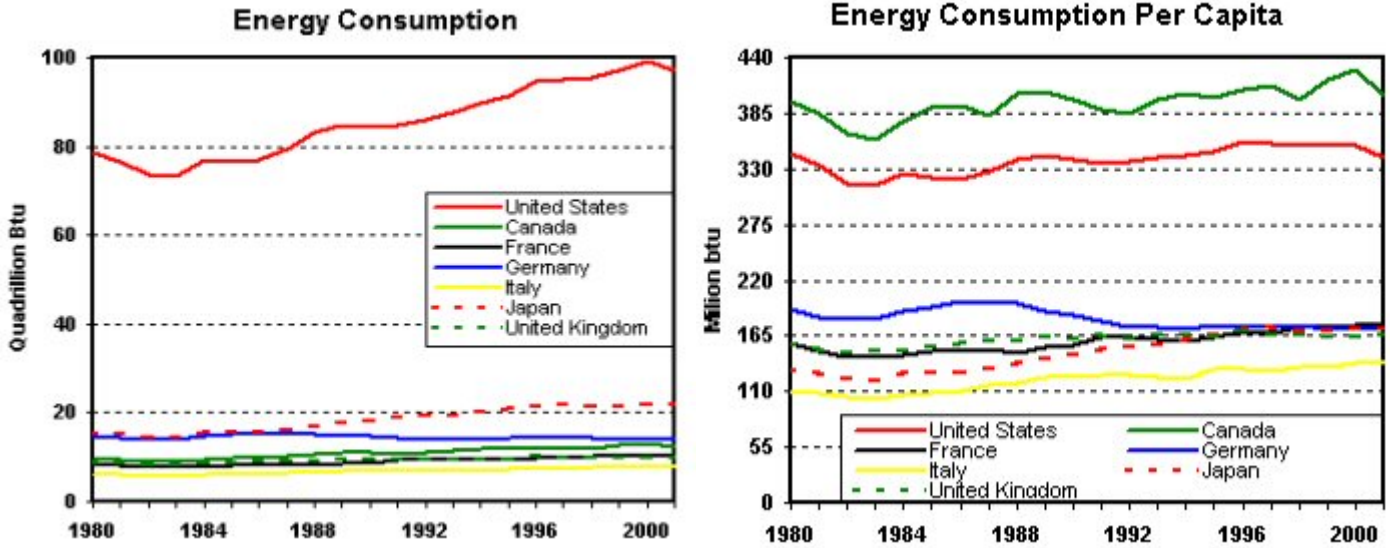 Energy Consumption
100
80
60
40
20
0
Quadrillion Btu
United States
Canada
France
Germany
Italy
Japan
United Kingdom
1980 1984 1988 1992 1996 2000
Energy Consumption Per Capita
440
385
330
275
220
165
110
55
0
Million btu
United States Canada
France Germany
Italy Japan
United Kingdom
1980 1984 1988 1992 1996 2000